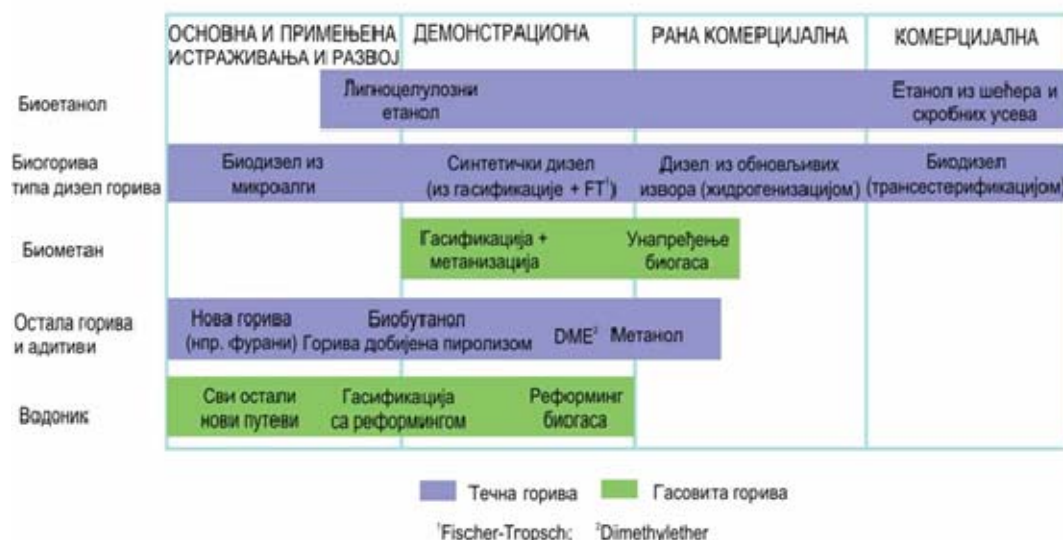 ОСНОВНА И ПРИМЕЊЕНА
ИСТРАЖИВАЊА И РАЗВОЈ
ДЕМОНСТРАЦИОНА
РАНА КОМЕРЦИЈАЛНА
КОМЕРЦИЈАЛНА
Биоетанол
Лигноцелулозни
етанол
Етанол из шећера и
скробних усева
Биогорива
типа дизел горива
Биодизел из
микроалги
Синтетички дизел
(из гасификације + FT¹)
Дизел из обновљивих
извора (хидрогенизацијом)
Биодизел
(трансестерификацијом)
Биометан
Гасификација +
метанизација
Унапређење
биогаса
Остала горива
и адитиви
Нова горива
(нпр. фурани)
Биобутанол
Горива добијена пиролизом
DME² Метанол
Водоник
Сви остали
нови путеви
Гасификација
са реформингом
Реформинг
биогаса
Течна горива
Гасовита горива
¹Fischer-Tropsch; ²Dimethylether